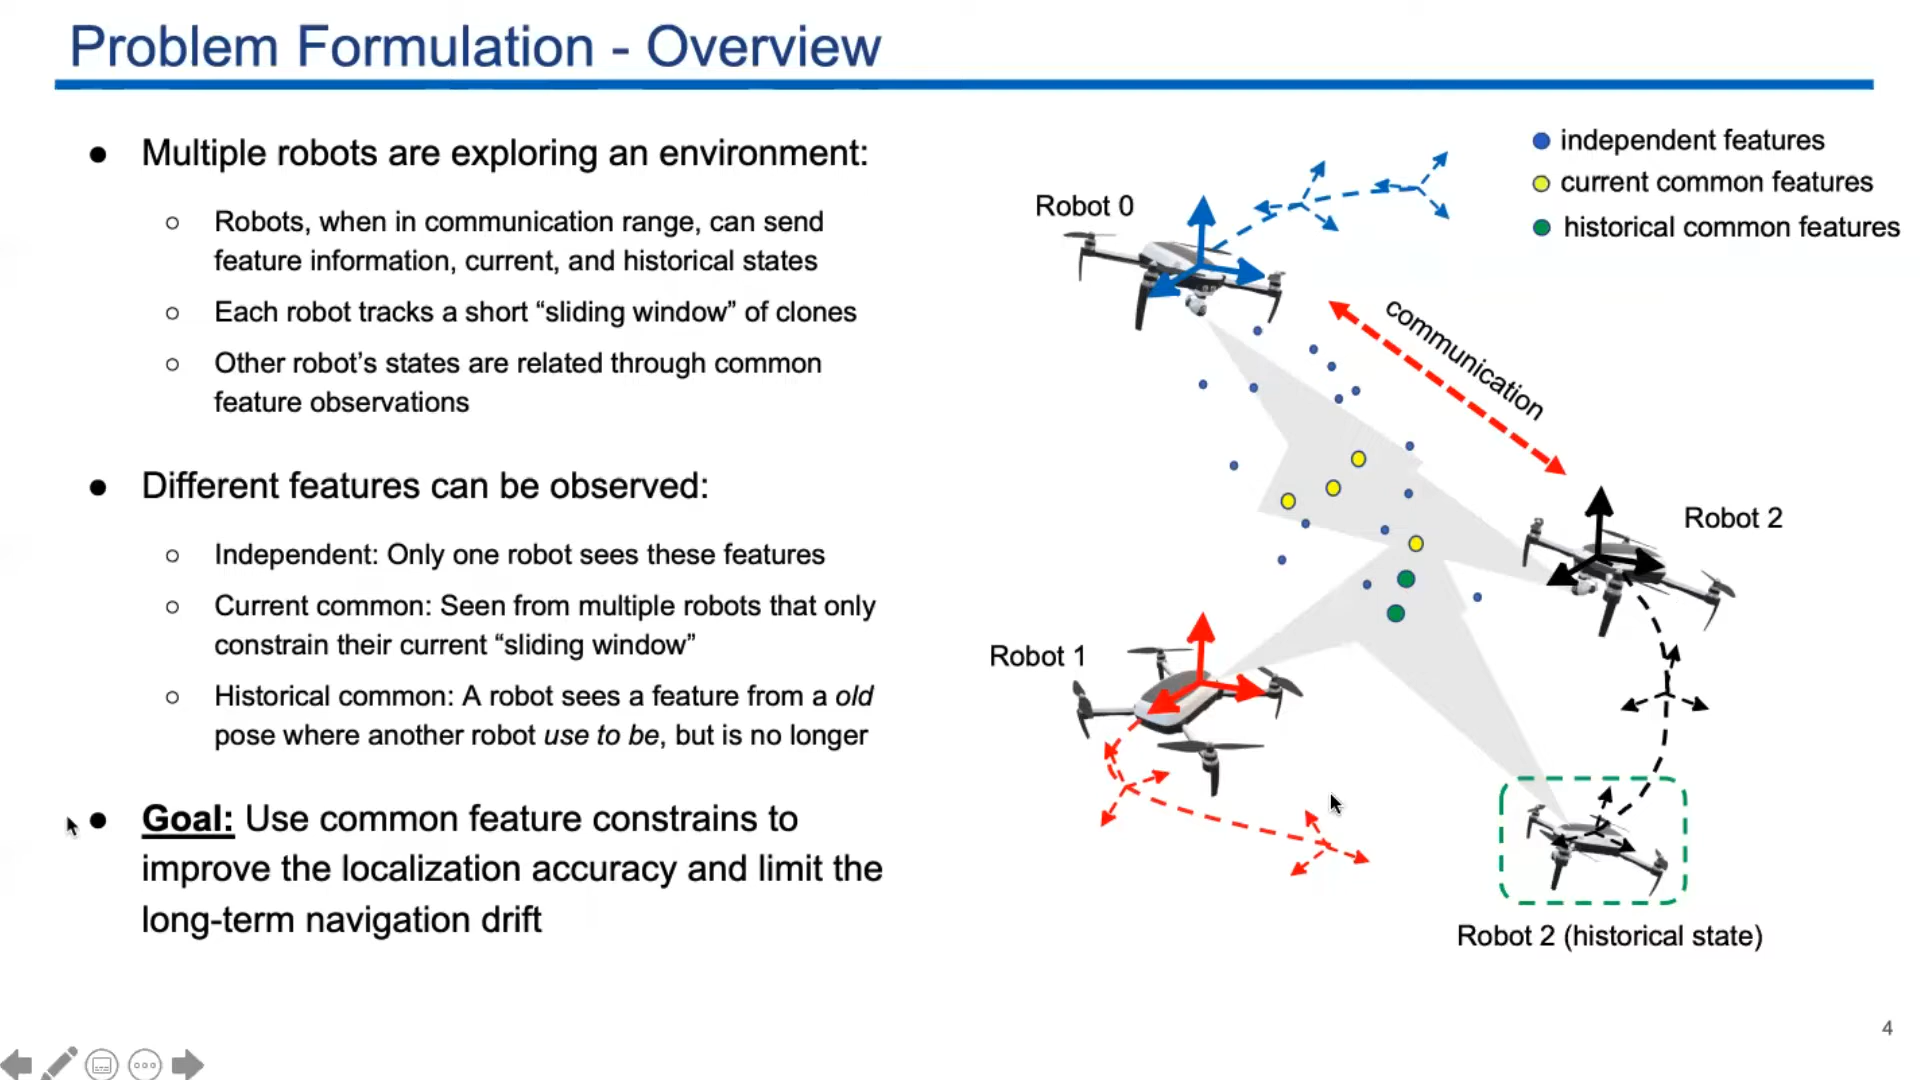 Problem Formulation - Overview
● Multiple robots are exploring an environment:
○ Robots, when in communication range, can send
feature information, current, and historical states
○ Each robot tracks a short “sliding window” of clones
○ Other robot’s states are related through common
feature observations
● Different features can be observed:
○ Independent: Only one robot sees these features
○ Current common: Seen from multiple robots that only
constrain their current “sliding window”
○ Historical common: A robot sees a feature from a old
pose where another robot use to be, but is no longer
● Goal: Use common feature constrains to
improve the localization accuracy and limit the
long-term navigation drift
independent features
current common features
historical common features
Robot 0
communication
Robot 2
Robot 1
Robot 2 (historical state)
4